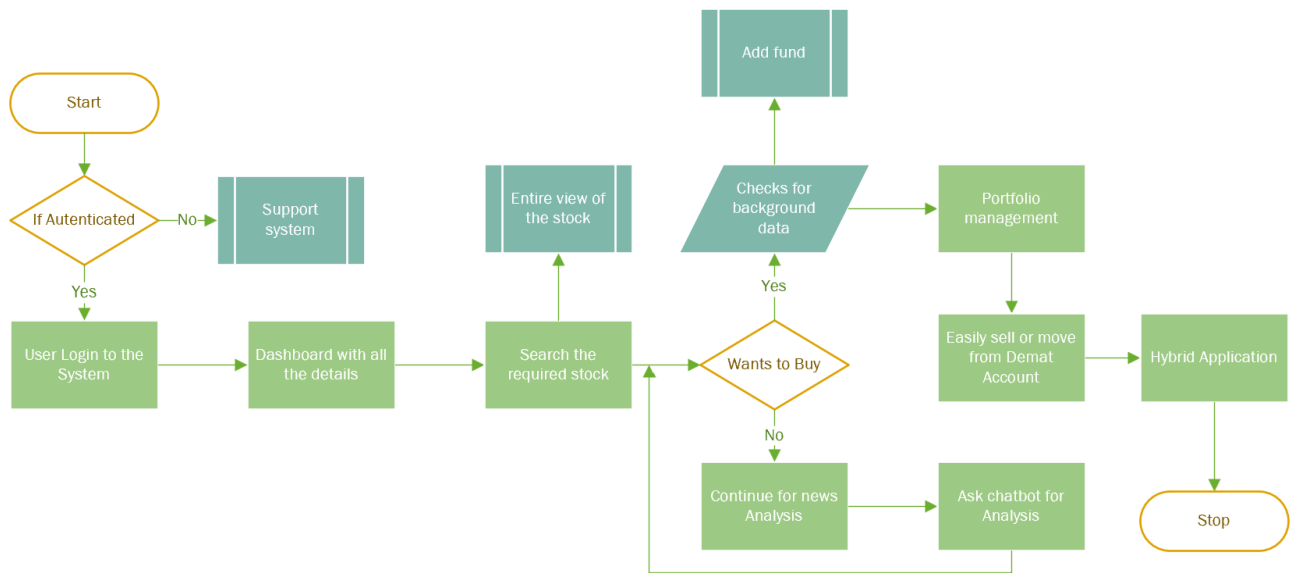 Start
If Autenticated
No
Support
system
Yes
User Login to the
System
Dashboard with all
the details
Search the
required stock
Entire view of
the stock
Wants to Buy
Yes
Checks for
background
data
Add fund
Portfolio
management
Easily sell or move
from Demat
Account
Hybrid Application
Stop
No
Continue for news
Analysis
Ask chatbot for
Analysis